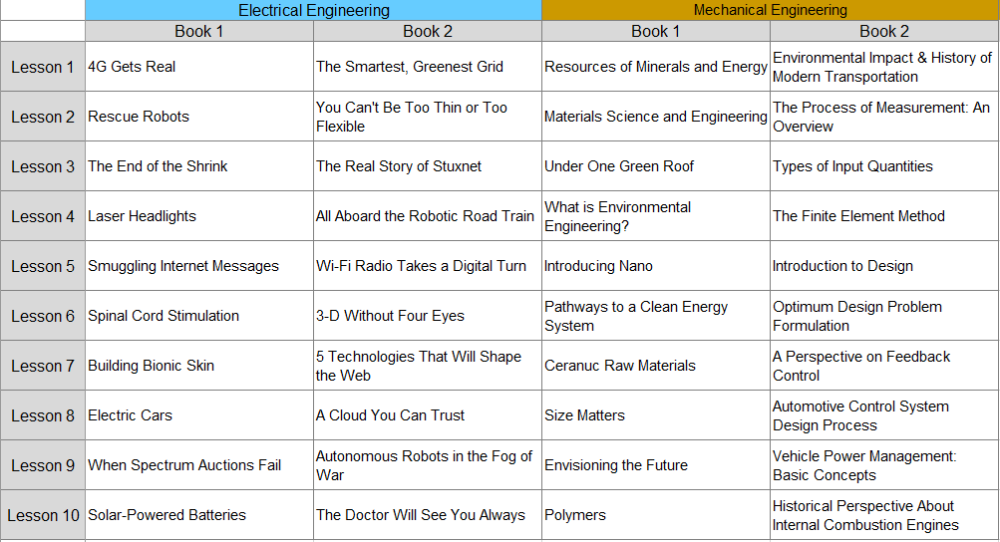 Electrical Engineering Mechanical Engineering
Book 1 Book 2 Book 1 Book 2
Lesson 1 4G Gets Real The Smartest, Greenest Grid Resources of Minerals and Energy Environmental Impact & History of
Modern Transportation
Lesson 2 Rescue Robots You Can't Be Too Thin or Too
Flexible Materials Science and Engineering The Process of Measurement: An
Overview
Lesson 3 The End of the Shrink The Real Story of Stuxnet Under One Green Roof Types of Input Quantities
Lesson 4 Laser Headlights All Aboard the Robotic Road Train What is Environmental
Engineering? The Finite Element Method
Lesson 5 Smuggling Internet Messages Wi-Fi Radio Takes a Digital Turn Introducing Nano Introduction to Design
Lesson 6 Spinal Cord Stimulation 3-D Without Four Eyes Pathways to a Clean Energy
System Optimum Design Problem
Formulation
Lesson 7 Building Bionic Skin 5 Technologies That Will Shape
the Web Ceranuc Raw Materials A Perspective on Feedback
Control
Lesson 8 Electric Cars A Cloud You Can Trust Size Matters Automotive Control System
Design Process
Lesson 9 When Spectrum Auctions Fail Autonomous Robots in the Fog of
War Envisioning the Future Vehicle Power Management:
Basic Concepts
Lesson 10 Solar-Powered Batteries The Doctor Will See You Always Polymers Historical Perspective About
Internal Combustion Engines